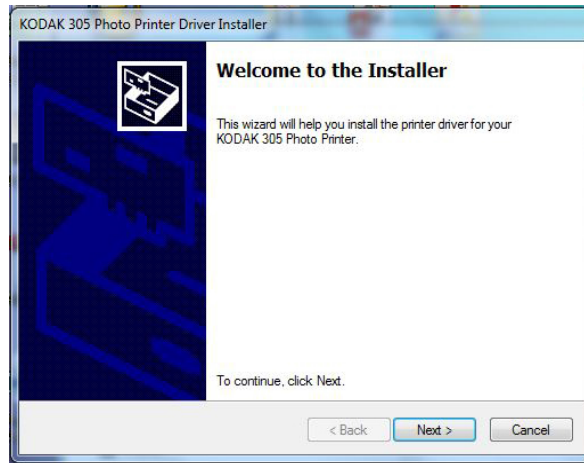 KODAK 305 Photo Printer Driver Installer
Welcome to the Installer
This wizard will help you install the printer driver for your
KODAK 305 Photo Printer.
To continue, click Next.
< Back
Next >
Cancel